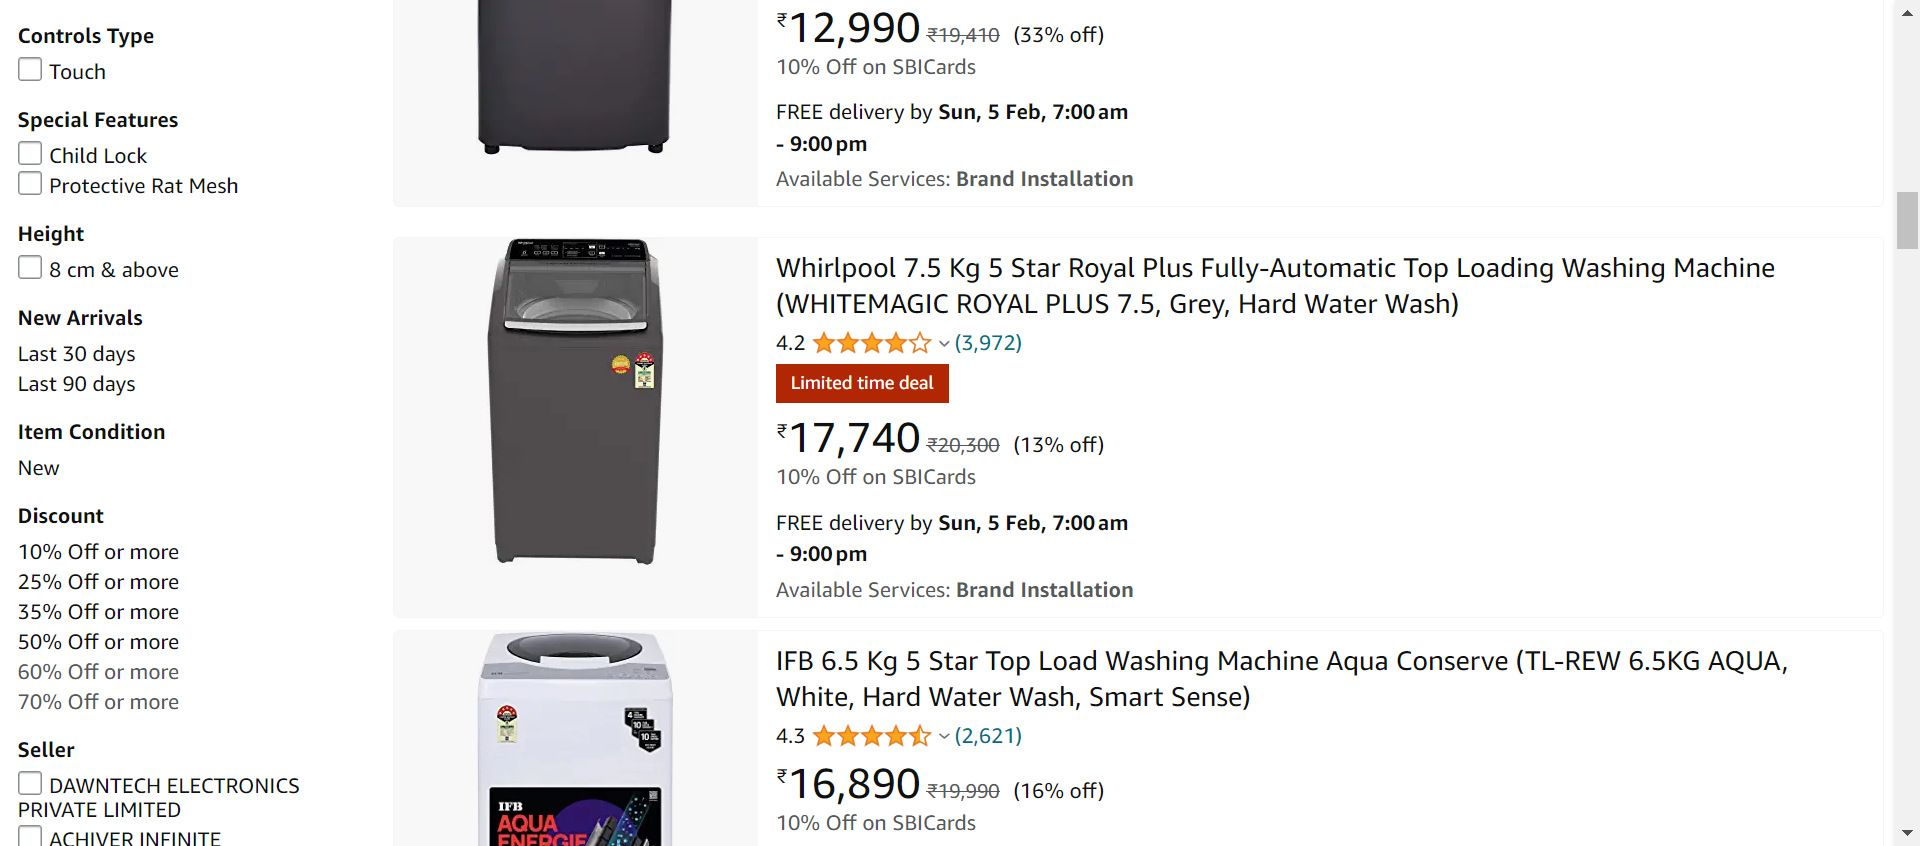 Controls Type
Touch
Special Features
Child Lock
Protective Rat Mesh
Height
8 cm & above
New Arrivals
Last 30 days
Last 90 days
Item Condition
New
Discount
10% Off or more
25% Off or more
35% Off or more
50% Off or more
60% Off or more
70% Off or more
Seller
DAWNTECH ELECTRONICS
PRIVATE LIMITED
ACHIVER INFINITE
₹12,990 ₹19,410 (33% off)
10% Off on SBICards
FREE delivery by Sun, 5 Feb, 7:00 am
- 9:00 pm
Available Services: Brand Installation
Whirlpool 7.5 Kg 5 Star Royal Plus Fully-Automatic Top Loading Washing Machine
(WHITEMAGIC ROYAL PLUS 7.5, Grey, Hard Water Wash)
4.2 (3,972)
Limited time deal
₹17,740 ₹20,300 (13% off)
10% Off on SBICards
FREE delivery by Sun, 5 Feb, 7:00 am
- 9:00 pm
Available Services: Brand Installation
4
10
10
IFB
AQUA
ENERGIE
IFB 6.5 Kg 5 Star Top Load Washing Machine Aqua Conserve (TL-REW 6.5KG AQUA,
White, Hard Water Wash, Smart Sense)
4.3 (2,621)
₹16,890 ₹19,990 (16% off)
10% Off on SBICards